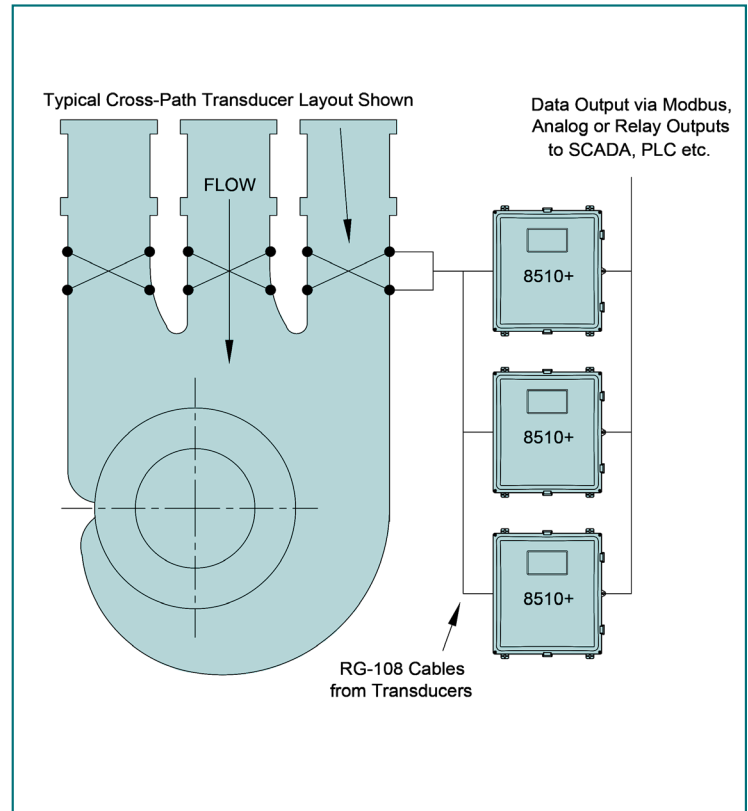 Typical Cross-Path Transducer Layout Shown
Data Output via Modbus,
Analog or Relay Outputs
to SCADA, PLC etc.
FLOW
8510+
8510+
8510+
RG-108 Cables
from Transducers